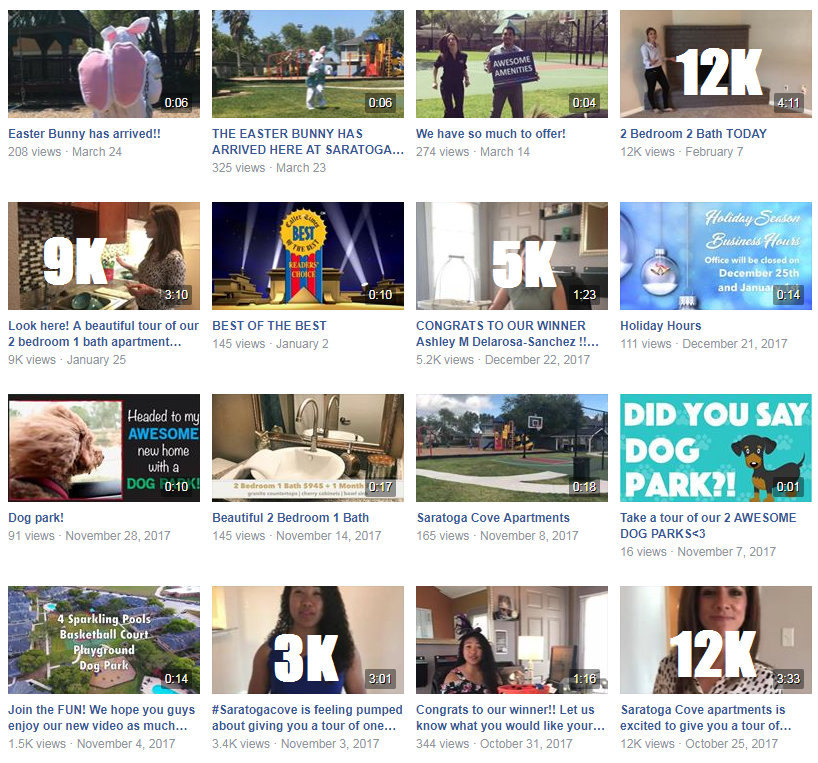 0:06
Easter Bunny has arrived!!
208 views · March 24
0:06
THE EASTER BUNNY HAS
ARRIVED HERE AT SARATOGA...
325 views · March 23
AWESOME
AMENITIES
0:04
We have so much to offer!
274 views · March 14
12K
4:11
2 Bedroom 2 Bath TODAY
12K views · February 7
9K
3:10
Look here! A beautiful tour of our
2 bedroom 1 bath apartment...
9K views · January 25
Caller Times
BEST
OF THE BEST
READERS'
CHOICE
0:10
BEST OF THE BEST
145 views · January 2
5K
1:23
CONGRATS TO OUR WINNER
Ashley M Delarosa-Sanchez !!...
5.2K views · December 22, 2017
Holiday Season
Business Hours
Office will be closed on
December 25th
and
0:14
Holiday Hours
111 views · December 21, 2017
Headed to my
AWESOME
new home
with a
DOG PARK!
0:10
Dog park!
91 views · November 28, 2017
2 Bedroom 1 Bath $945 + 1 Month
granite countertops | cherry cabinets | bowl
0:17
Beautiful 2 Bedroom 1 Bath
145 views · November 14, 2017
0:18
Saratoga Cove Apartments
165 views · November 8, 2017
DID YOU SAY
DOG
PARK?!
0:01
Take a tour of our 2 AWESOME
DOG PARKS<3
16 views · November 7, 2017
4 Sparkling Pools
Basketball Court
Playground
Dog Park
0:14
Join the FUN! We hope you guys
enjoy our new video as much...
1.5K views · November 4, 2017
3K
3:01
#Saratogacove is feeling pumped
about giving you a tour of one...
3.4K views · November 3, 2017
1:16
Congrats to our winner!! Let us
know what you would like your...
344 views · October 31, 2017
12K
3:33
Saratoga Cove apartments is
excited to give you a tour of...
12K views · October 25, 2017